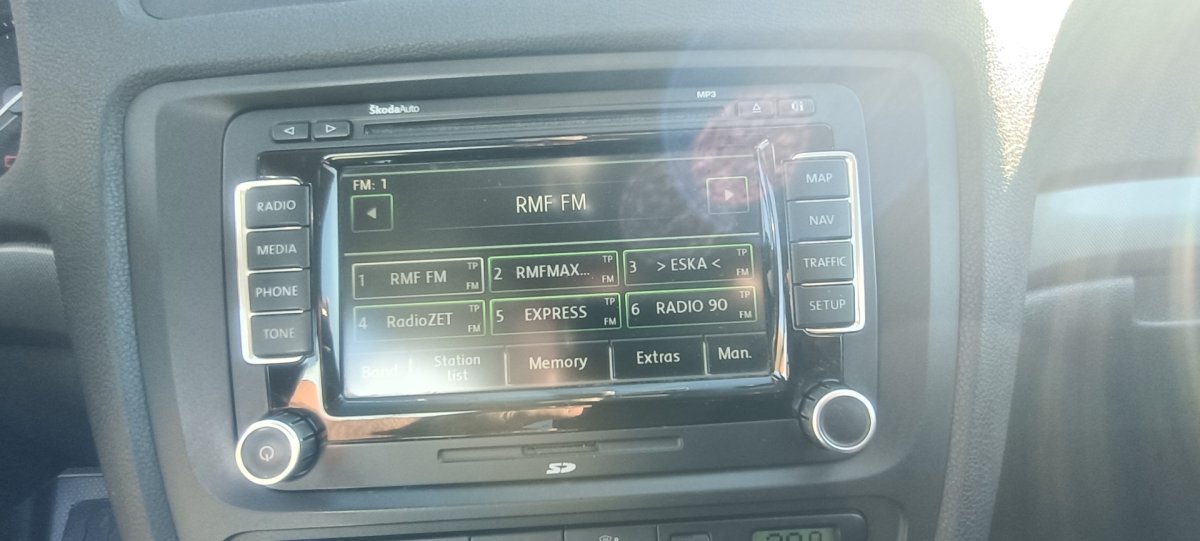 ŠkodaAuto
MP3
FM: 1
RMF FM
RADIO
MEDIA
PHONE
TONE
1 RMF FM TP FM
2 RMFMAX... TP FM
3 > ESKA < TP FM
4 RadioZET TP FM
5 EXPRESS TP FM
6 RADIO 90 TP FM
Band
Station
list
Memory
Extras
Man.
MAP
NAV
TRAFFIC
SETUP
SD